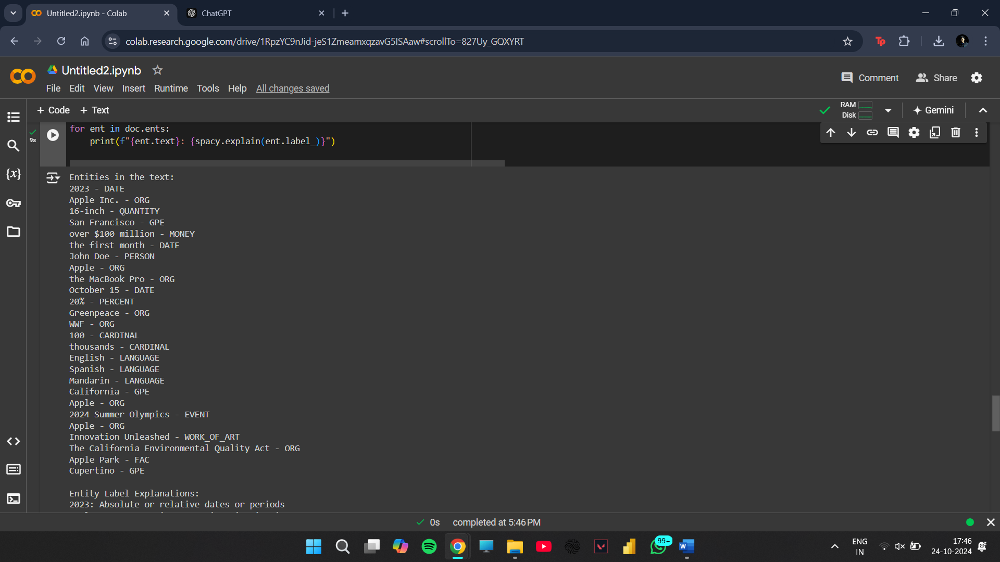 Untitled2.ipynb - Colab
ChatGPT
colab.research.google.com/drive/1RpzYC9nJid-jeS1ZmeamxqzavG5ISAaw#scrollTo=827Uy_GQXYRT
Tp
Untitled2.ipynb
Comment
Share
File Edit View Insert Runtime Tools Help All changes saved
+ Code + Text
RAM
Disk
Gemini
9s
for ent in doc.ents:
print(f"{ent.text}: {spacy.explain(ent.label_)}")
{x}
Entities in the text:
2023 - DATE
Apple Inc. - ORG
16-inch - QUANTITY
San Francisco - GPE
over $100 million - MONEY
the first month - DATE
John Doe - PERSON
Apple - ORG
the MacBook Pro - ORG
October 15 - DATE
20% - PERCENT
Greenpeace - ORG
WWF - ORG
100 - CARDINAL
thousands - CARDINAL
English - LANGUAGE
Spanish - LANGUAGE
Mandarin - LANGUAGE
California - GPE
Apple - ORG
2024 Summer Olympics - EVENT
Apple - ORG
Innovation Unleashed - WORK_OF_ART
The California Environmental Quality Act - ORG
Apple Park - FAC
Cupertino - GPE
Entity Label Explanations:
2023: Absolute or relative dates or periods
0s completed at 5:46 PM
99+
W
ENG
IN
17:46
24-10-2024